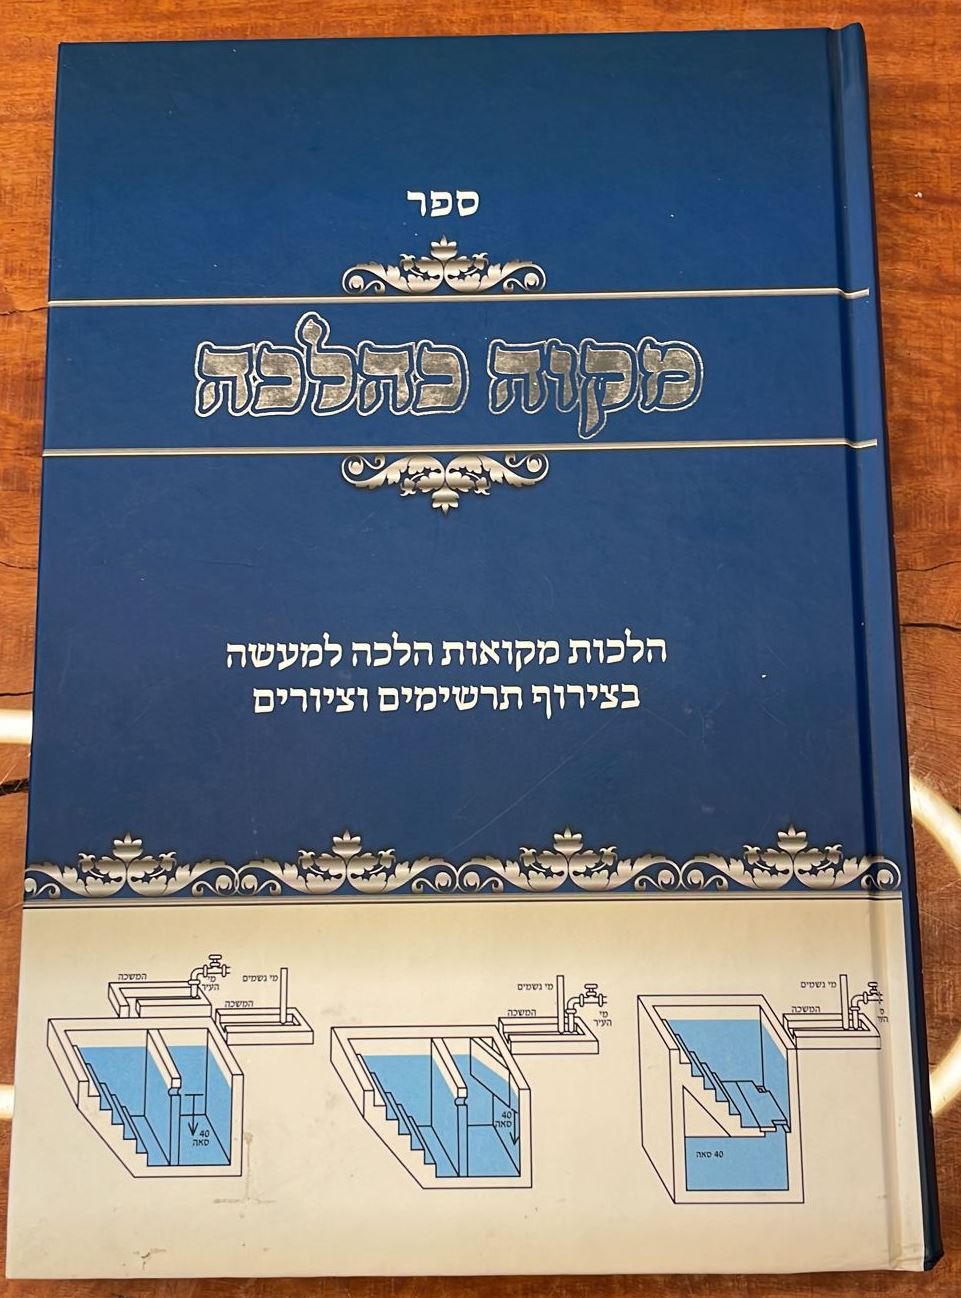 ספר
מקוה כהלכה
הלכות מקואות הלכה למעשה
בצירוף תרשימים וציורים
המשכה
מי
העיר
מי גשמים
המשכה
40
סאה
מי גשמים
המשכה
מי
העיר
40
סאה
מי גשמים
המשכה
40 סאה